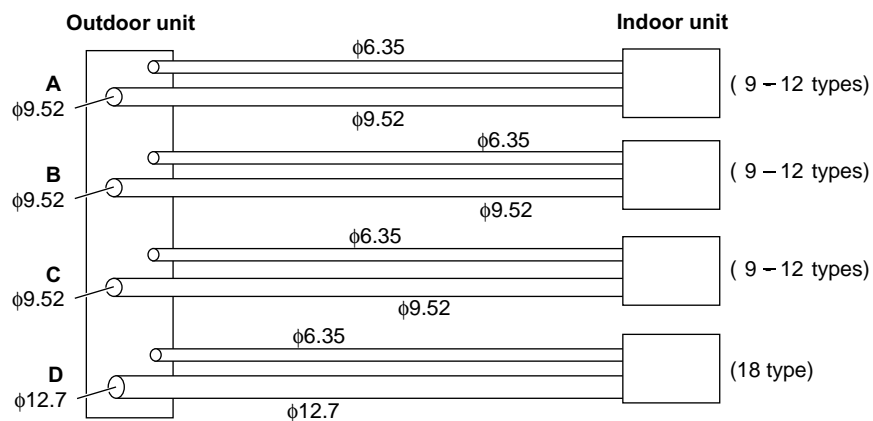 Outdoor unit
Indoor unit
φ6.35
A
φ9.52
φ9.52
( 9 – 12 types)
φ6.35
B
φ9.52
φ9.52
( 9 – 12 types)
φ6.35
C
φ9.52
φ9.52
( 9 – 12 types)
φ6.35
D
φ12.7
φ12.7
(18 type)